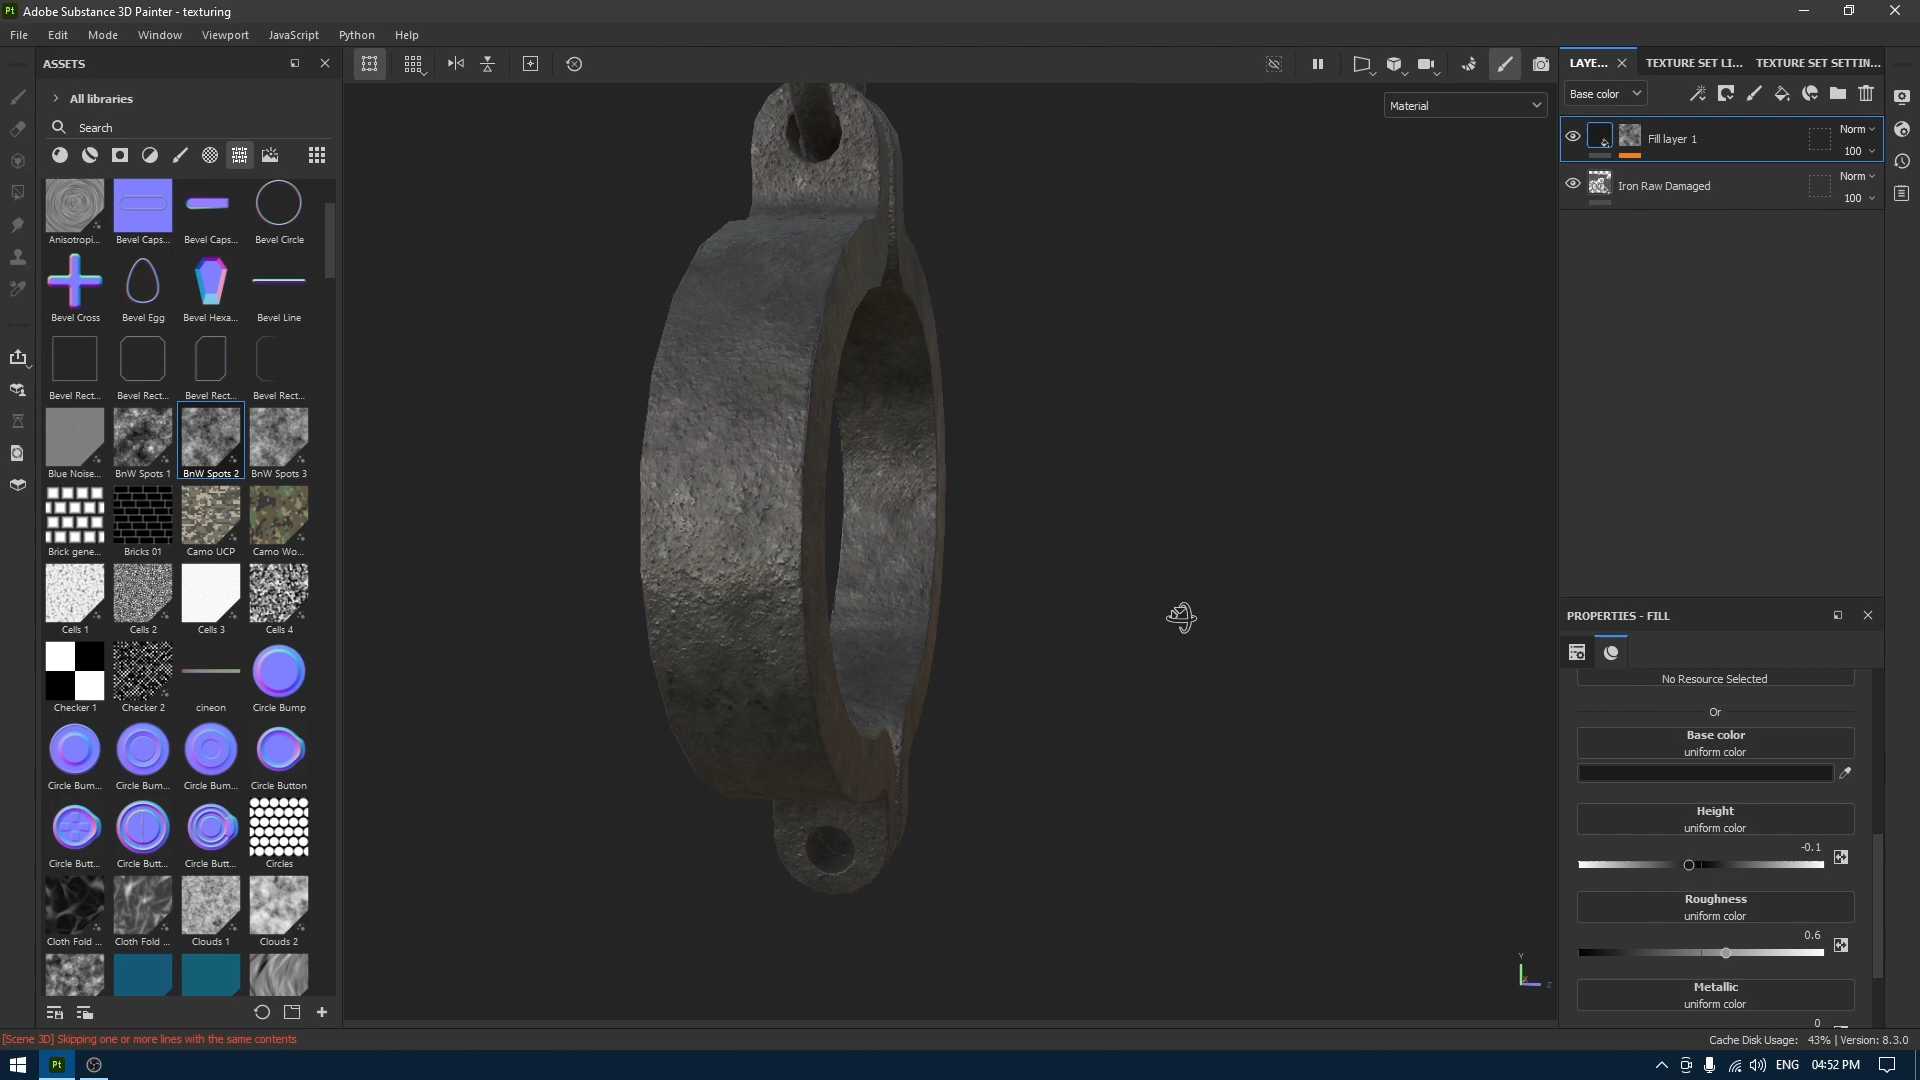 Pt Adobe Substance 3D Painter - texturing
File Edit Mode Window Viewport JavaScript Python Help
ASSETS
All libraries
Search
Anisotropi... Bevel Caps... Bevel Caps... Bevel Circle
Bevel Cross Bevel Egg Bevel Hexa... Bevel Line
Bevel Rect... Bevel Rect... Bevel Rect... Bevel Rect...
Blue Noise... BnW Spots 1 BnW Spots 2 BnW Spots 3
Brick gene... Bricks 01 Camo UCP Camo Wo...
Cells 1 Cells 2 Cells 3 Cells 4
Checker 1 Checker 2 cineon Circle Bump
Circle Bum... Circle Bum... Circle Bum... Circle Button
Circle Butt... Circle Butt... Circle Butt... Circles
Cloth Fold ... Cloth Fold ... Clouds 1 Clouds 2
Material
Y
Z
LAYE... TEXTURE SET LI... TEXTURE SET SETTIN...
Base color
Fill layer 1 Norm
100
Iron Raw Damaged Norm
100
PROPERTIES - FILL
No Resource Selected
Or
Base color
uniform color
Height
uniform color
-0.1
Roughness
uniform color
0.6
Metallic
uniform color
0
[Scene 3D] Skipping one or more lines with the same contents
Cache Disk Usage: 43% | Version: 8.3.0
Pt
ENG 04:52 PM